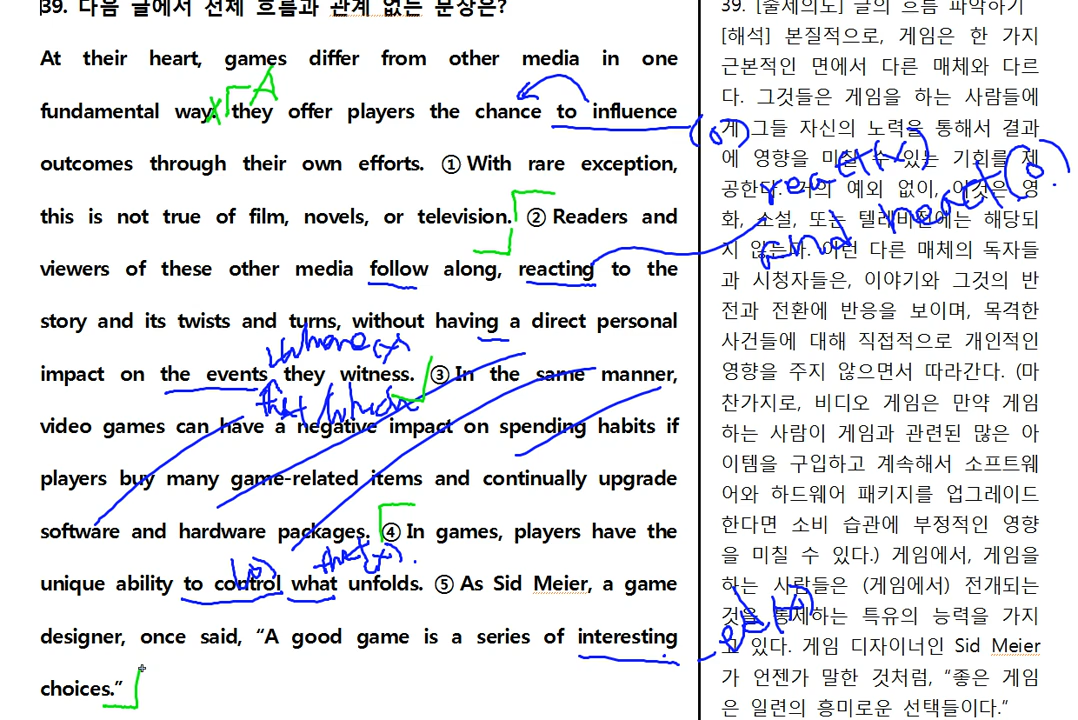 39. 다음 글에서 전체 흐름과 관계 없는 문장은?
At their heart, games differ from other media in one
A
x
fundamental way: they offer players the chance to influence
(o)
outcomes through their own efforts. ① With rare exception,
this is not true of film, novels, or television. ② Readers and
viewers of these other media follow along, reacting to the
react(x)
and react(o).
story and its twists and turns, without having a direct personal
where(x)
impact on the events they witness. ③ In the same manner,
that/which
video games can have a negative impact on spending habits if
players buy many game-related items and continually upgrade
software and hardware packages. ④ In games, players have the
(o) that(x).
unique ability to control what unfolds. ⑤ As Sid Meier, a game
designer, once said, “A good game is a series of interesting
ed(x)
choices.”
39. [출제의도] 글의 흐름 파악하기
[해석] 본질적으로, 게임은 한 가지
근본적인 면에서 다른 매체와 다르
다. 그것들은 게임을 하는 사람들에
게 그들 자신의 노력을 통해서 결과
에 영향을 미칠 수 있는 기회를 제
공한다. 거의 예외 없이, 이것은 영
화, 소설, 또는 텔레비전에는 해당되
지 않는다. 이런 다른 매체의 독자들
과 시청자들은, 이야기와 그것의 반
전과 전환에 반응을 보이며, 목격한
사건들에 대해 직접적으로 개인적인
영향을 주지 않으면서 따라간다. (마
찬가지로, 비디오 게임은 만약 게임
하는 사람이 게임과 관련된 많은 아
이템을 구입하고 계속해서 소프트웨
어와 하드웨어 패키지를 업그레이드
한다면 소비 습관에 부정적인 영향
을 미칠 수 있다.) 게임에서, 게임을
하는 사람들은 (게임에서) 전개되는
것을 통제하는 특유의 능력을 가지
고 있다. 게임 디자이너인 Sid Meier
가 언젠가 말한 것처럼, “좋은 게임
은 일련의 흥미로운 선택들이다.”